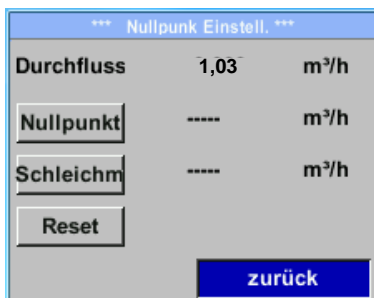 *** Nullpunk Einstell. ***
Durchfluss 1,03 m³/h
Nullpunkt ----- m³/h
Schleichm ----- m³/h
Reset
zurück